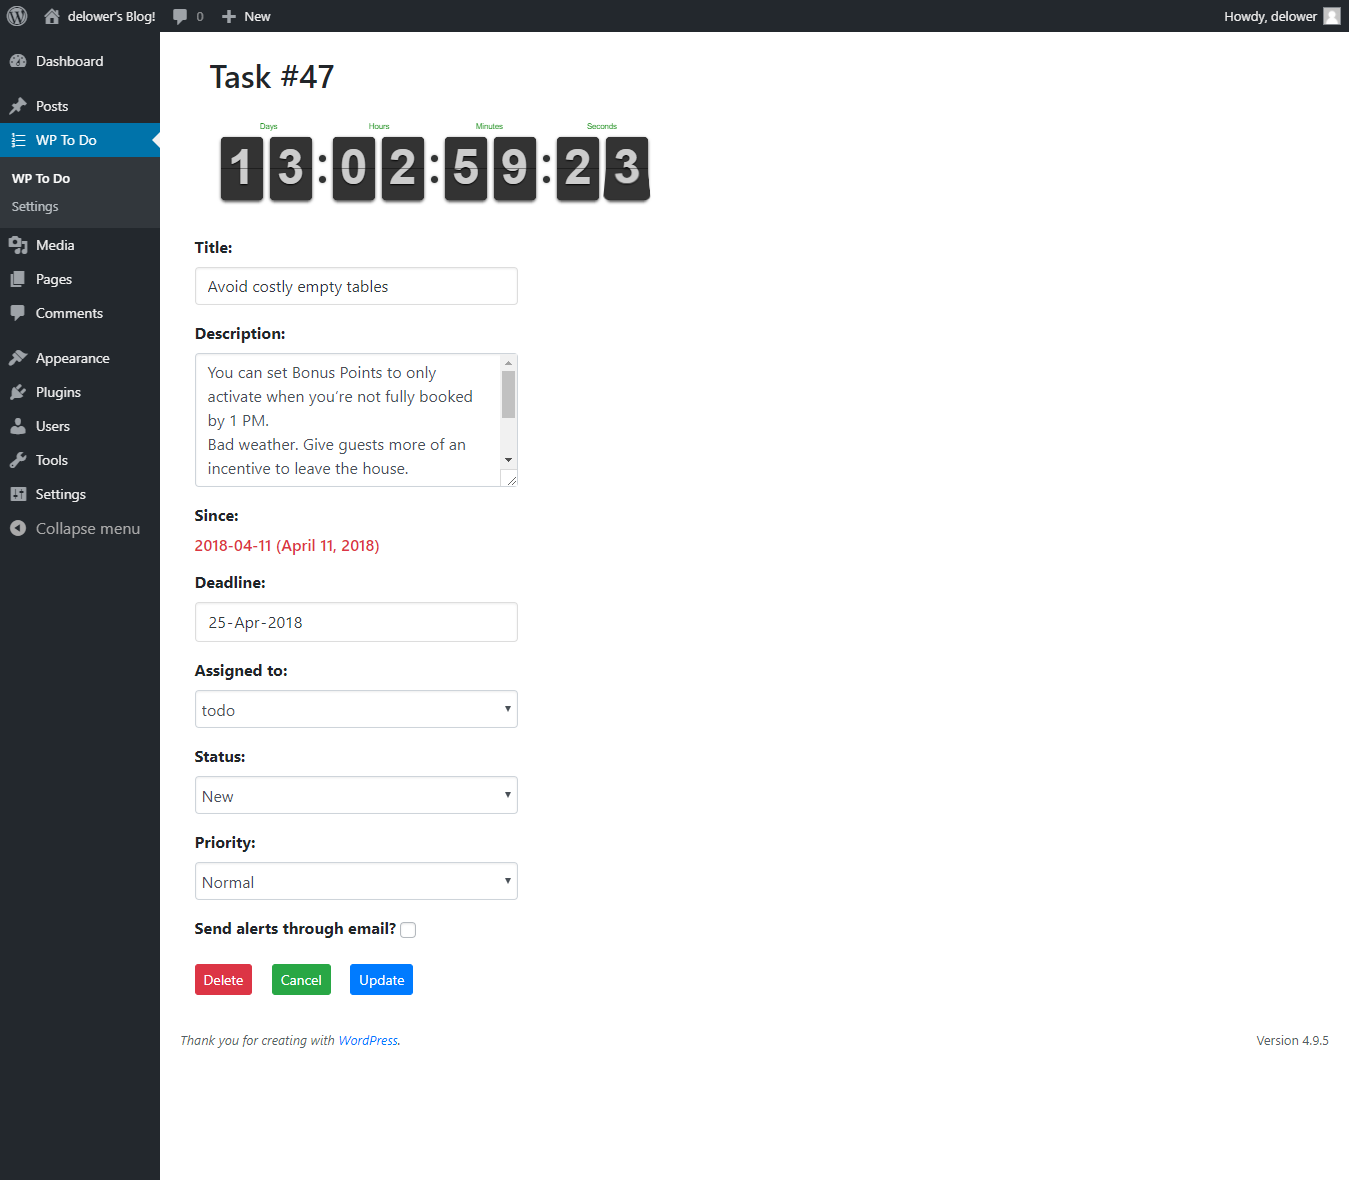 delower's Blog! 0 New Howdy, delower
Dashboard
Posts
WP To Do
WP To Do
Settings
Media
Pages
Comments
Appearance
Plugins
Users
Tools
Settings
Collapse menu
Task #47
Days Hours Minutes Seconds
13:02:59:23
Title:
Avoid costly empty tables
Description:
You can set Bonus Points to only
activate when you’re not fully booked
by 1 PM.
Bad weather. Give guests more of an
incentive to leave the house.
Since:
2018-04-11 (April 11, 2018)
Deadline:
25-Apr-2018
Assigned to:
todo
Status:
New
Priority:
Normal
Send alerts through email?
Delete Cancel Update
Thank you for creating with WordPress. Version 4.9.5